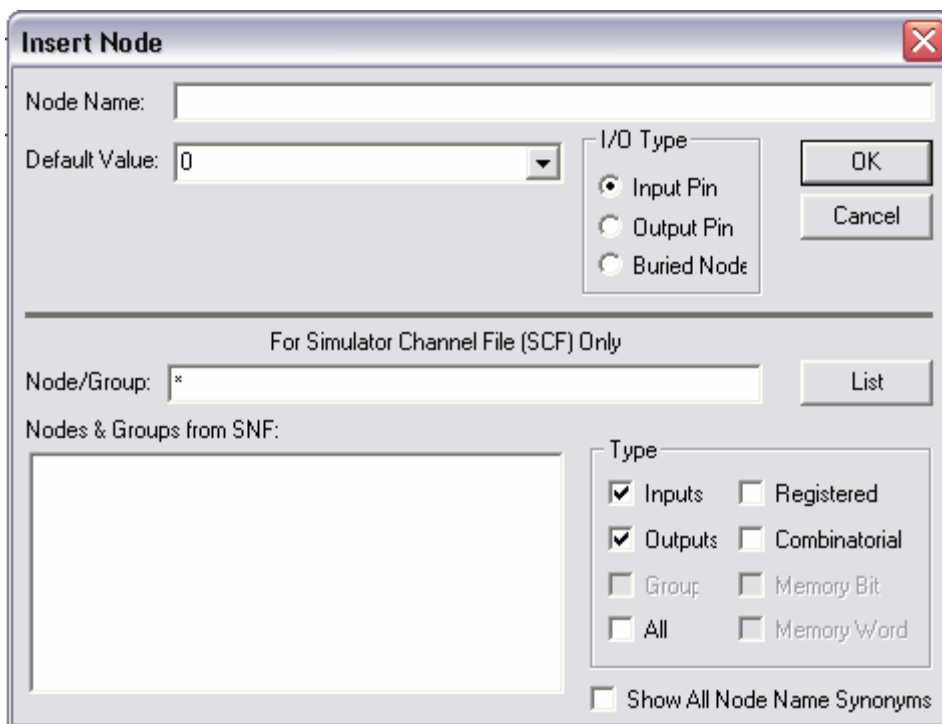 Insert Node
Node Name:
Default Value: 0
I/O Type
Input Pin
Output Pin
Buried Node
OK
Cancel
For Simulator Channel File (SCF) Only
Node/Group: *
List
Nodes & Groups from SNF:
Type
Inputs Registered
Outputs Combinatorial
Group Memory Bit
All Memory Word
Show All Node Name Synonyms